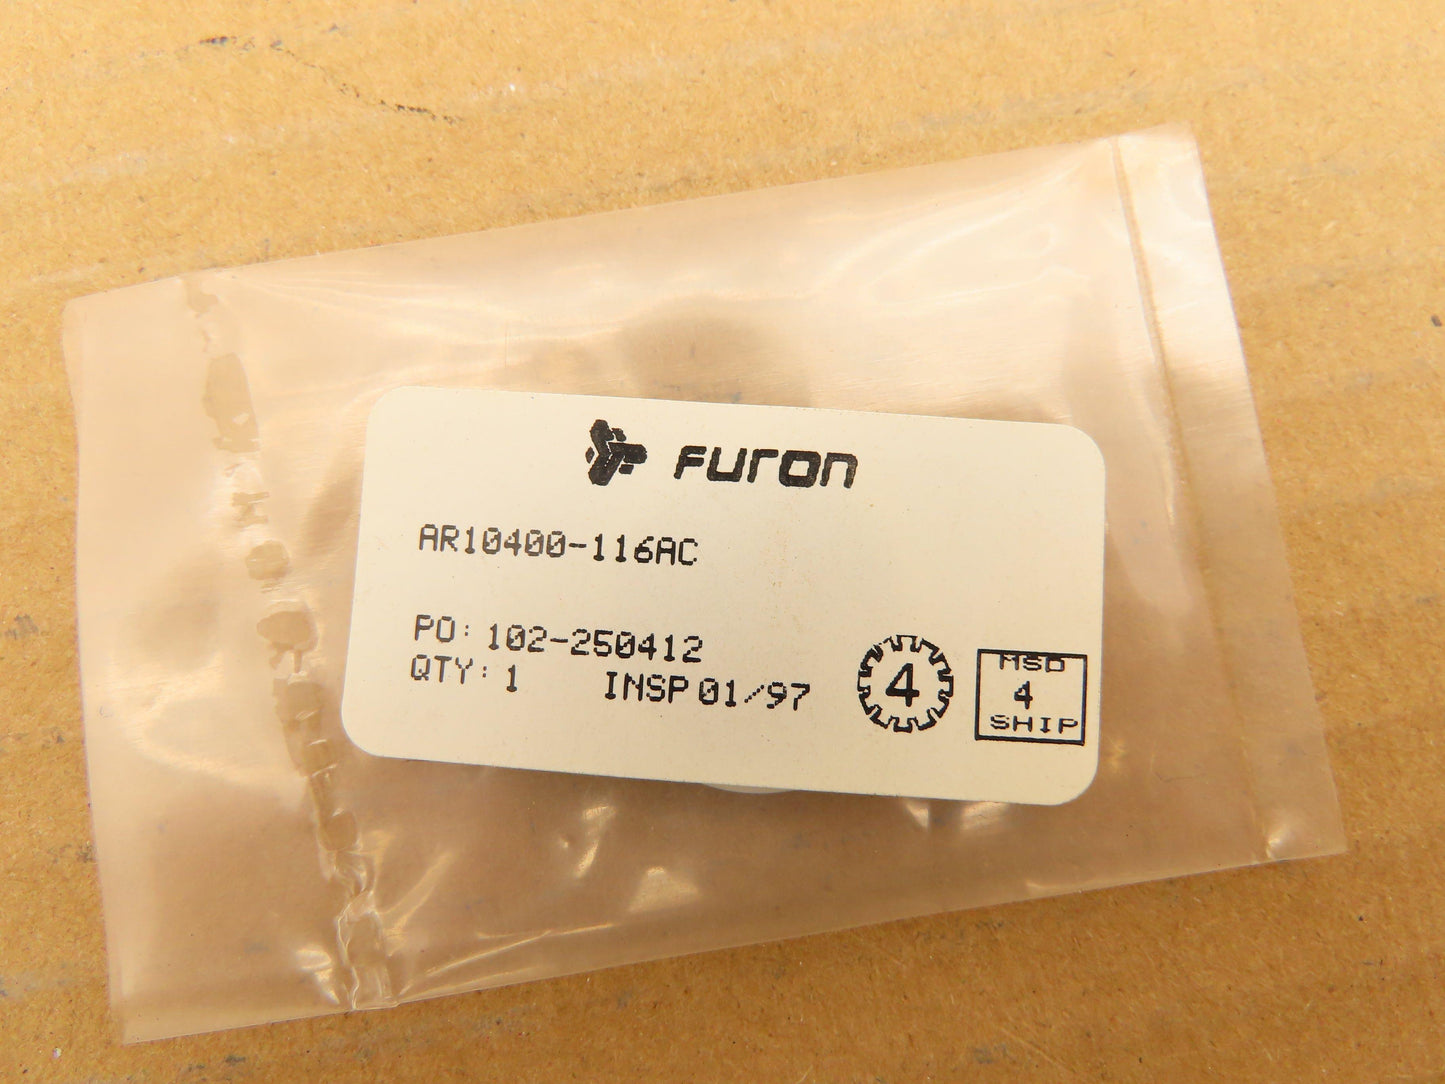 FURON
AR10400-116AC
PO: 102-250412
QTY: 1 INSP 01/97
4
MSD
4
SHIP